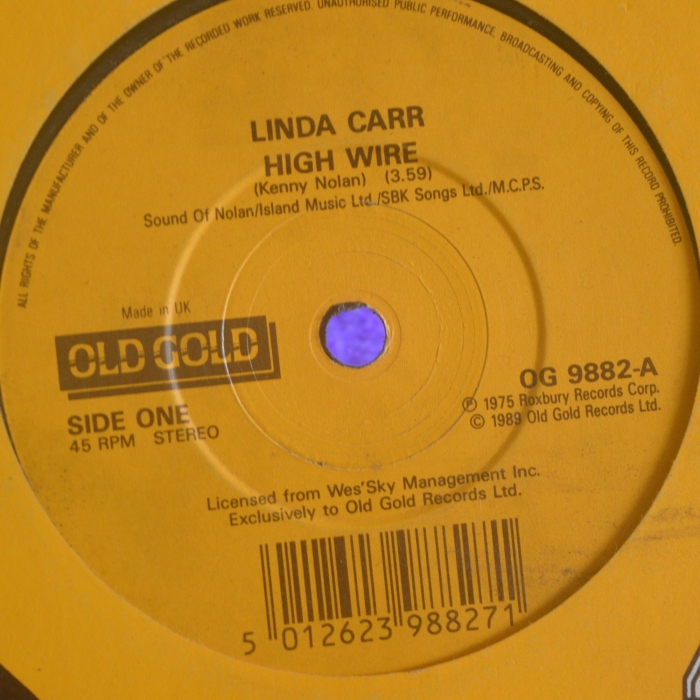 ALL RIGHTS OF THE MANUFACTURER AND OF THE OWNER OF THE RECORDED WORK RESERVED. UNAUTHORISED PUBLIC PERFORMANCE, BROADCASTING AND COPYING OF THIS RECORD PROHIBITED.
LINDA CARR
HIGH WIRE
(Kenny Nolan) (3.59)
Sound Of Nolan/Island Music Ltd./SBK Songs Ltd./M.C.P.S.
Made in UK
OLD GOLD
SIDE ONE
45 RPM STEREO
OG 9882-A
Ⓟ 1975 Roxbury Records Corp.
© 1989 Old Gold Records Ltd.
Licensed from Wes'Sky Management Inc.
Exclusively to Old Gold Records Ltd.
5 012623 988271